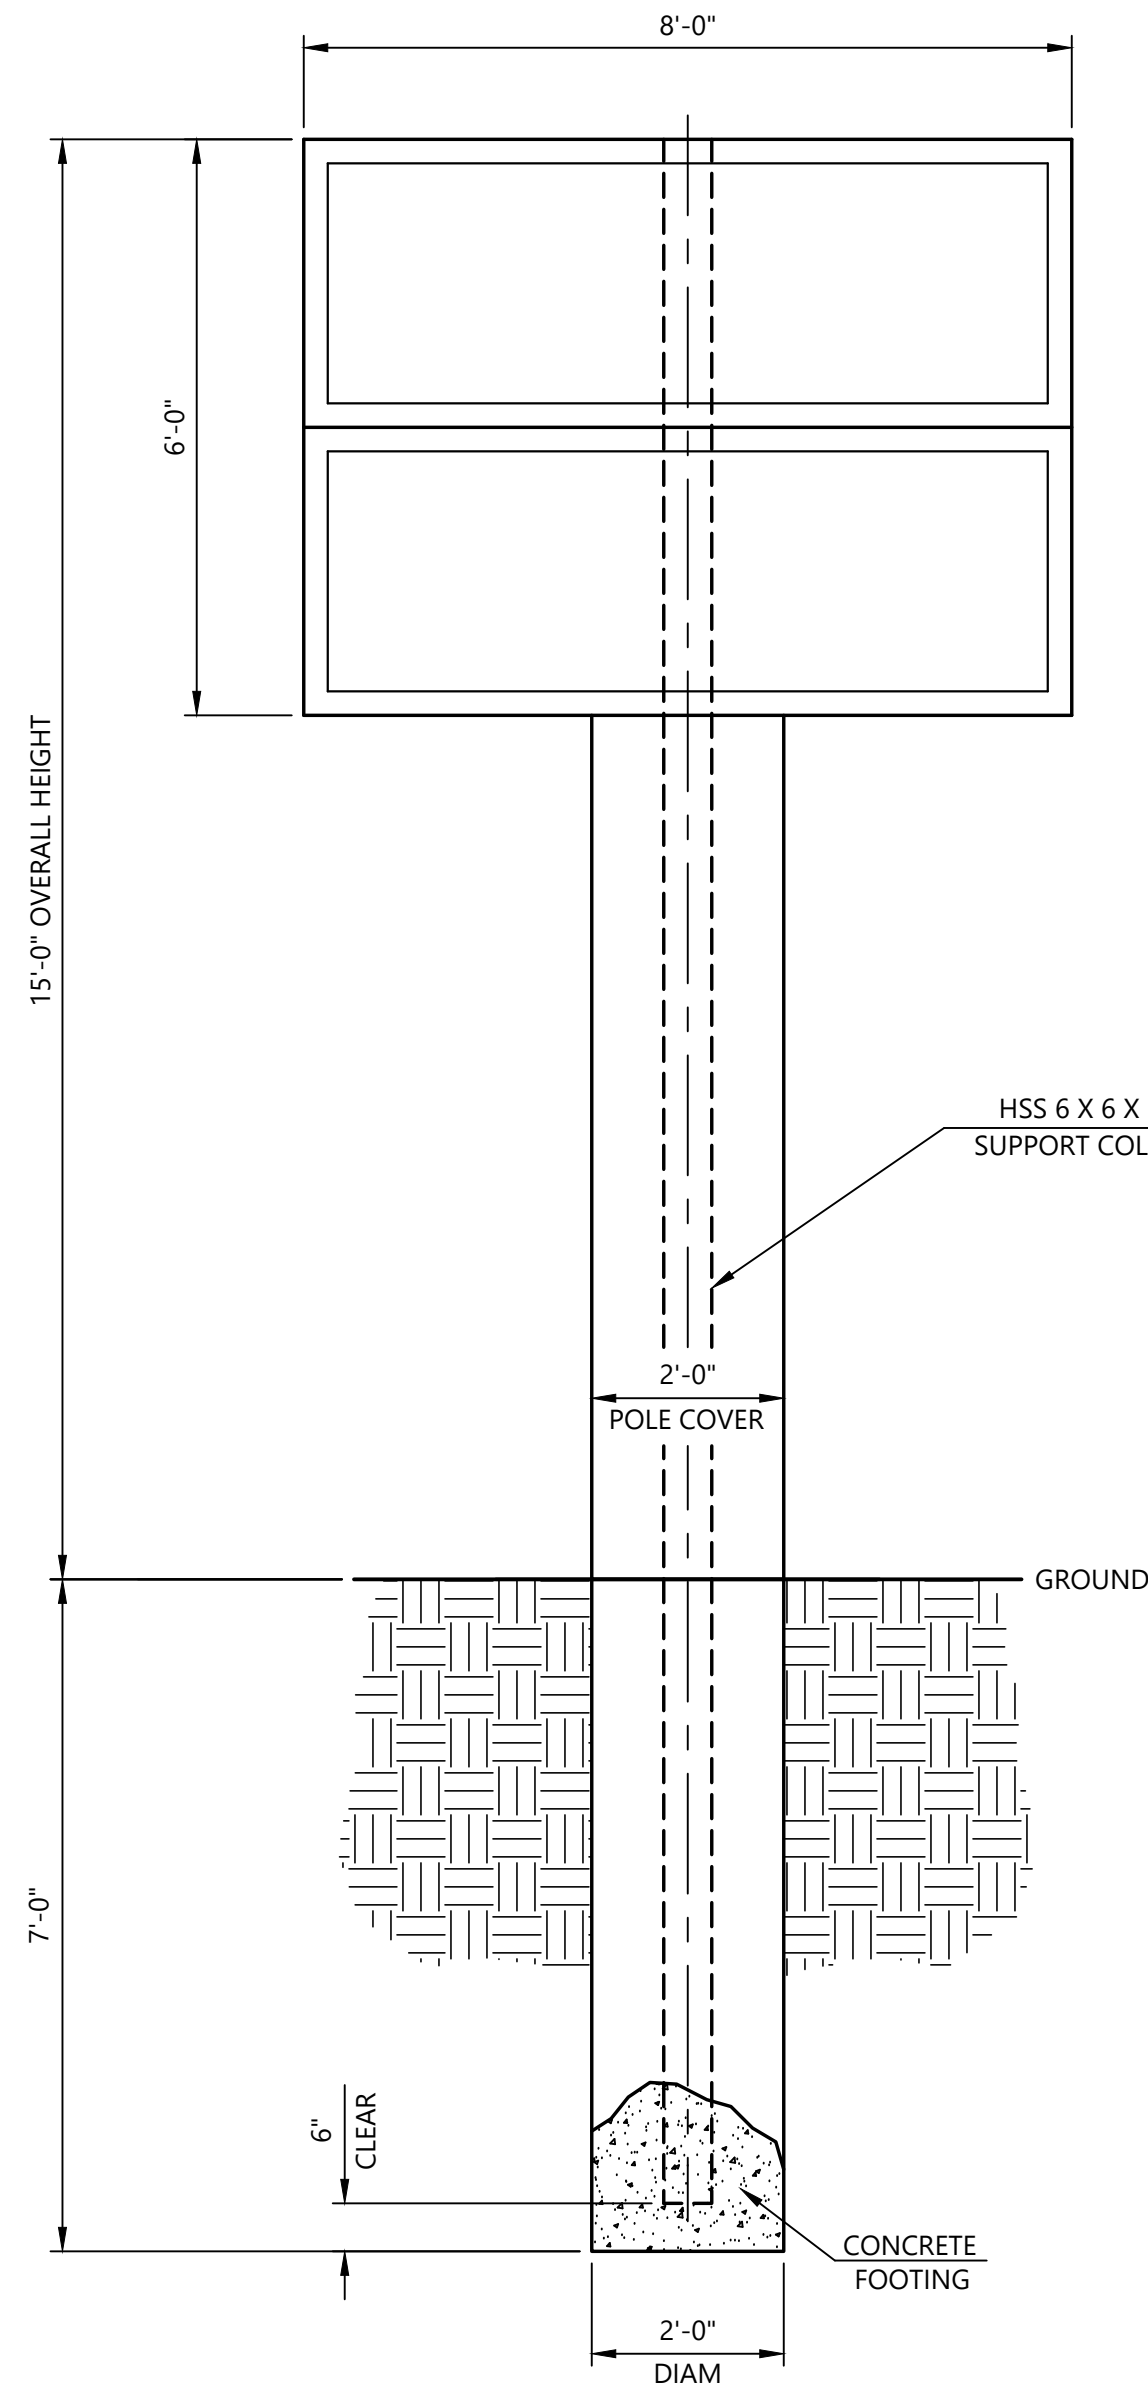 8'-0"
6'-0"
15'-0" OVERALL HEIGHT
HSS 6 X 6 X
SUPPORT COL
2'-0"
POLE COVER
GROUND
7'-0"
6"
CLEAR
CONCRETE
FOOTING
2'-0"
DIAM